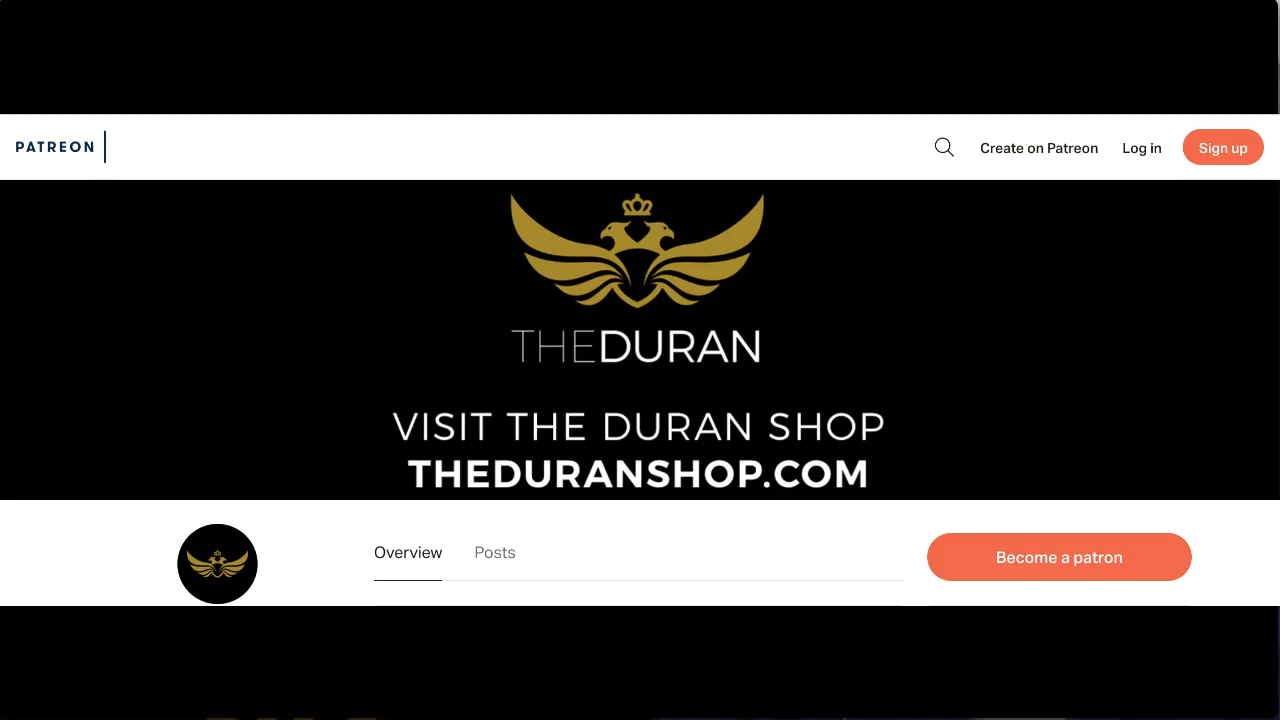 PATREON
Create on Patreon
Log in
Sign up
THEDURAN
VISIT THE DURAN SHOP
THEDURANSHOP.COM
Overview
Posts
Become a patron